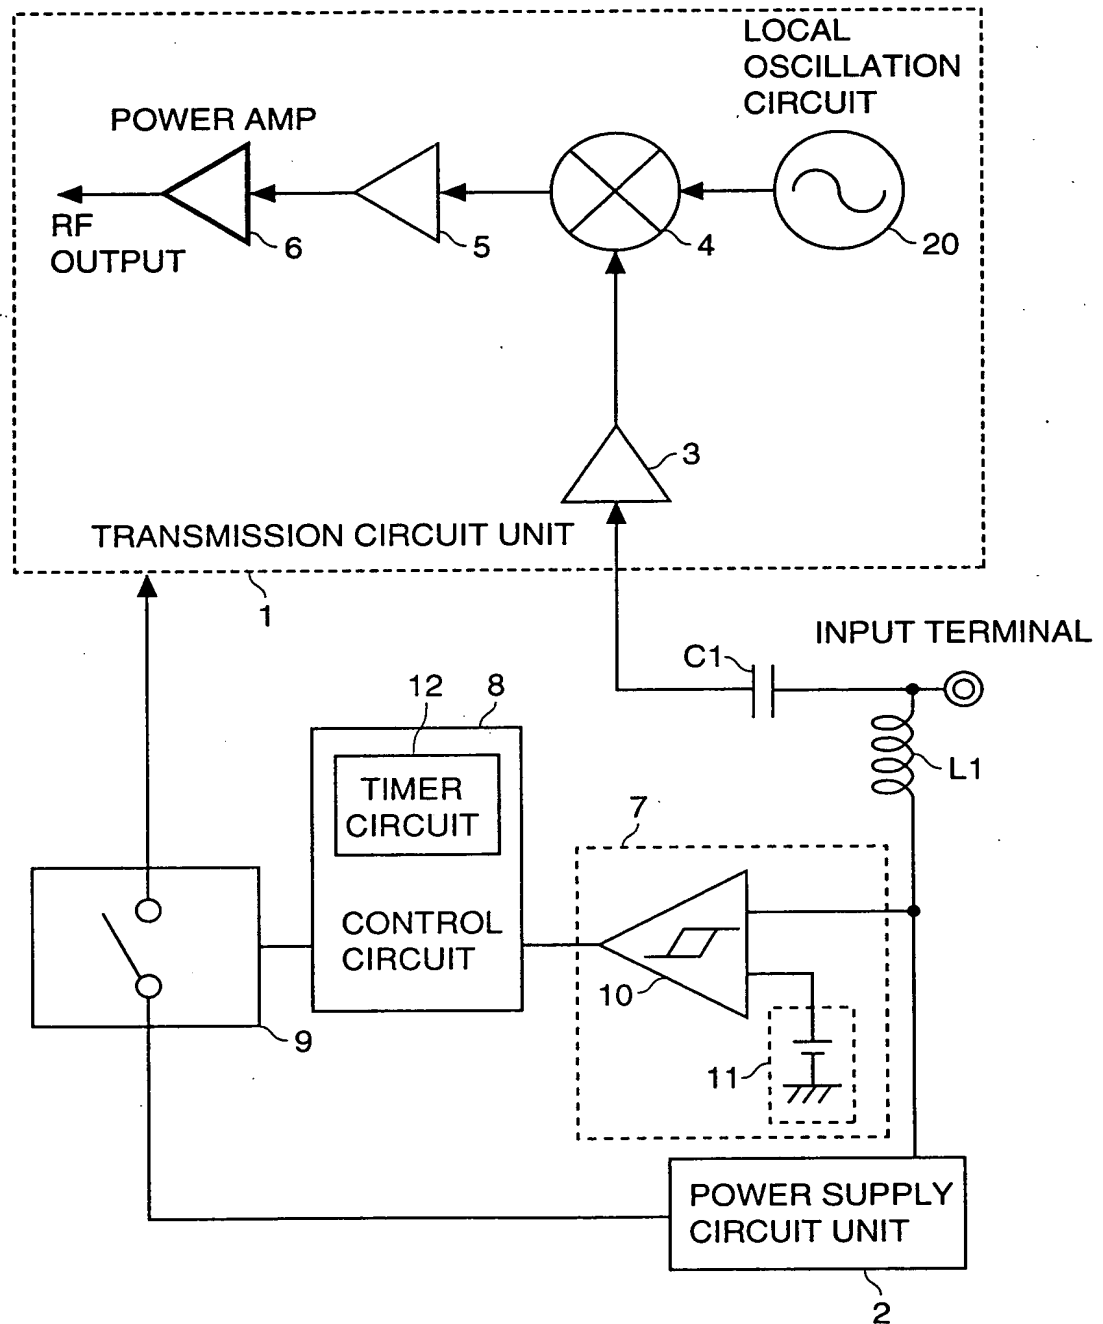 LOCAL
OSCILLATION
CIRCUIT
POWER AMP
RF
OUTPUT
6
5
4
20
3
TRANSMISSION CIRCUIT UNIT
1
INPUT TERMINAL
C1
12
8
L1
TIMER
CIRCUIT
7
CONTROL
CIRCUIT
10
9
11
POWER SUPPLY
CIRCUIT UNIT
2